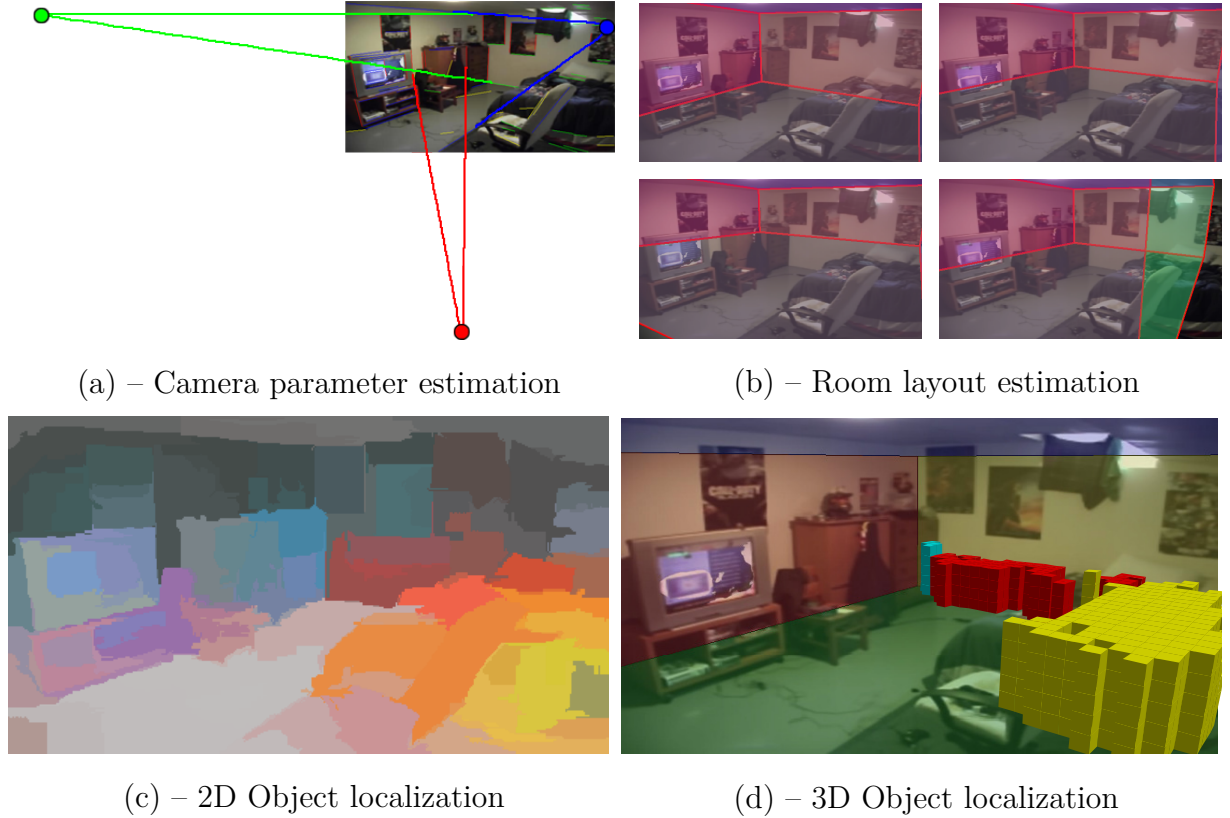 (a) – Camera parameter estimation
(b) – Room layout estimation
(c) – 2D Object localization
(d) – 3D Object localization